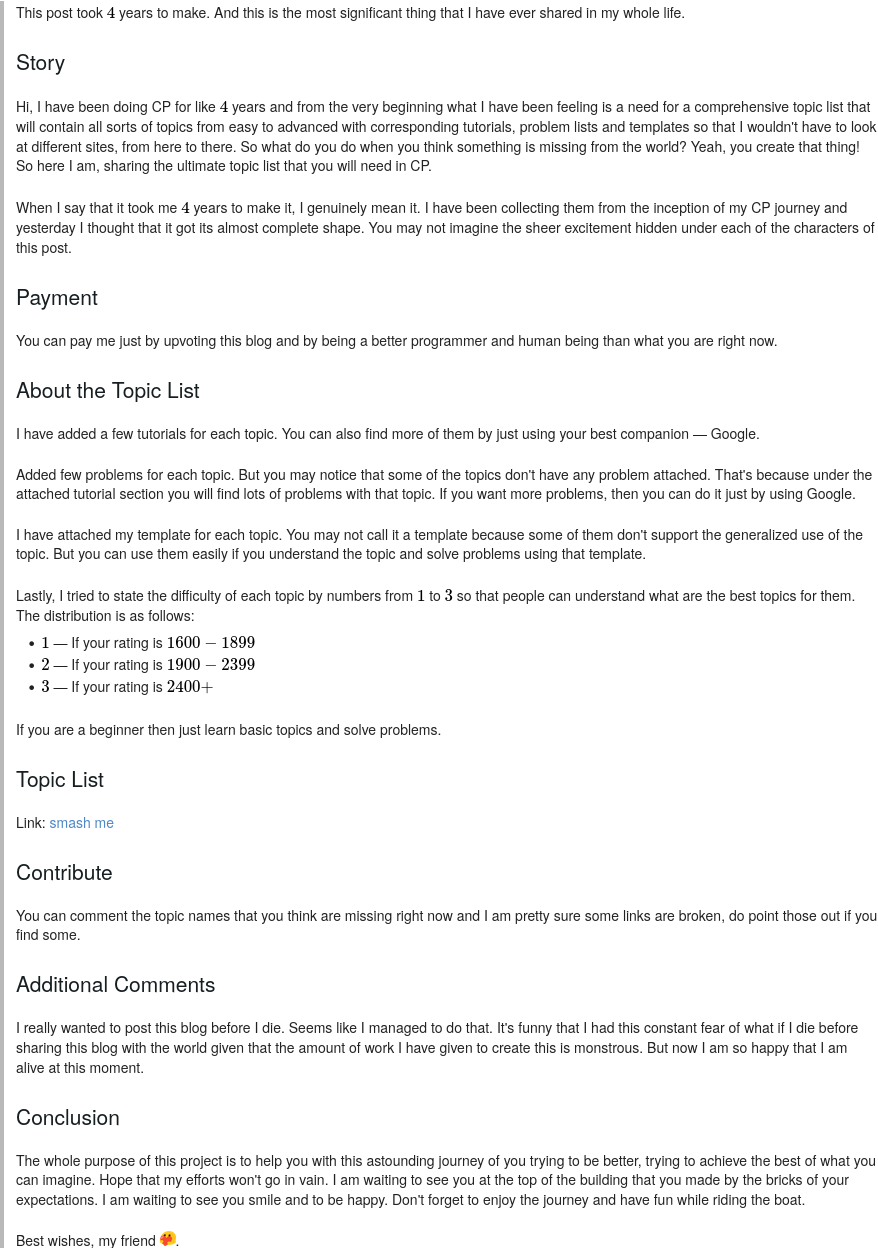 This post took 4 years to make. And this is the most significant thing that I have ever shared in my whole life.
Story
Hi, I have been doing CP for like 4 years and from the very beginning what I have been feeling is a need for a comprehensive topic list that
will contain all sorts of topics from easy to advanced with corresponding tutorials, problem lists and templates so that I wouldn't have to look
at different sites, from here to there. So what do you do when you think something is missing from the world? Yeah, you create that thing!
So here I am, sharing the ultimate topic list that you will need in CP.
When I say that it took me 4 years to make it, I genuinely mean it. I have been collecting them from the inception of my CP journey and
yesterday I thought that it got its almost complete shape. You may not imagine the sheer excitement hidden under each of the characters of
this post.
Payment
You can pay me just by upvoting this blog and by being a better programmer and human being than what you are right now.
About the Topic List
I have added a few tutorials for each topic. You can also find more of them by just using your best companion — Google.
Added few problems for each topic. But you may notice that some of the topics don't have any problem attached. That's because under the
attached tutorial section you will find lots of problems with that topic. If you want more problems, then you can do it just by using Google.
I have attached my template for each topic. You may not call it a template because some of them don't support the generalized use of the
topic. But you can use them easily if you understand the topic and solve problems using that template.
Lastly, I tried to state the difficulty of each topic by numbers from 1 to 3 so that people can understand what are the best topics for them.
The distribution is as follows:
• 1 — If your rating is 1600 − 1899
• 2 — If your rating is 1900 − 2399
• 3 — If your rating is 2400+
If you are a beginner then just learn basic topics and solve problems.
Topic List
Link: smash me
Contribute
You can comment the topic names that you think are missing right now and I am pretty sure some links are broken, do point those out if you
find some.
Additional Comments
I really wanted to post this blog before I die. Seems like I managed to do that. It's funny that I had this constant fear of what if I die before
sharing this blog with the world given that the amount of work I have given to create this is monstrous. But now I am so happy that I am
alive at this moment.
Conclusion
The whole purpose of this project is to help you with this astounding journey of you trying to be better, trying to achieve the best of what you
can imagine. Hope that my efforts won't go in vain. I am waiting to see you at the top of the building that you made by the bricks of your
expectations. I am waiting to see you smile and to be happy. Don't forget to enjoy the journey and have fun while riding the boat.
Best wishes, my friend 🥰.